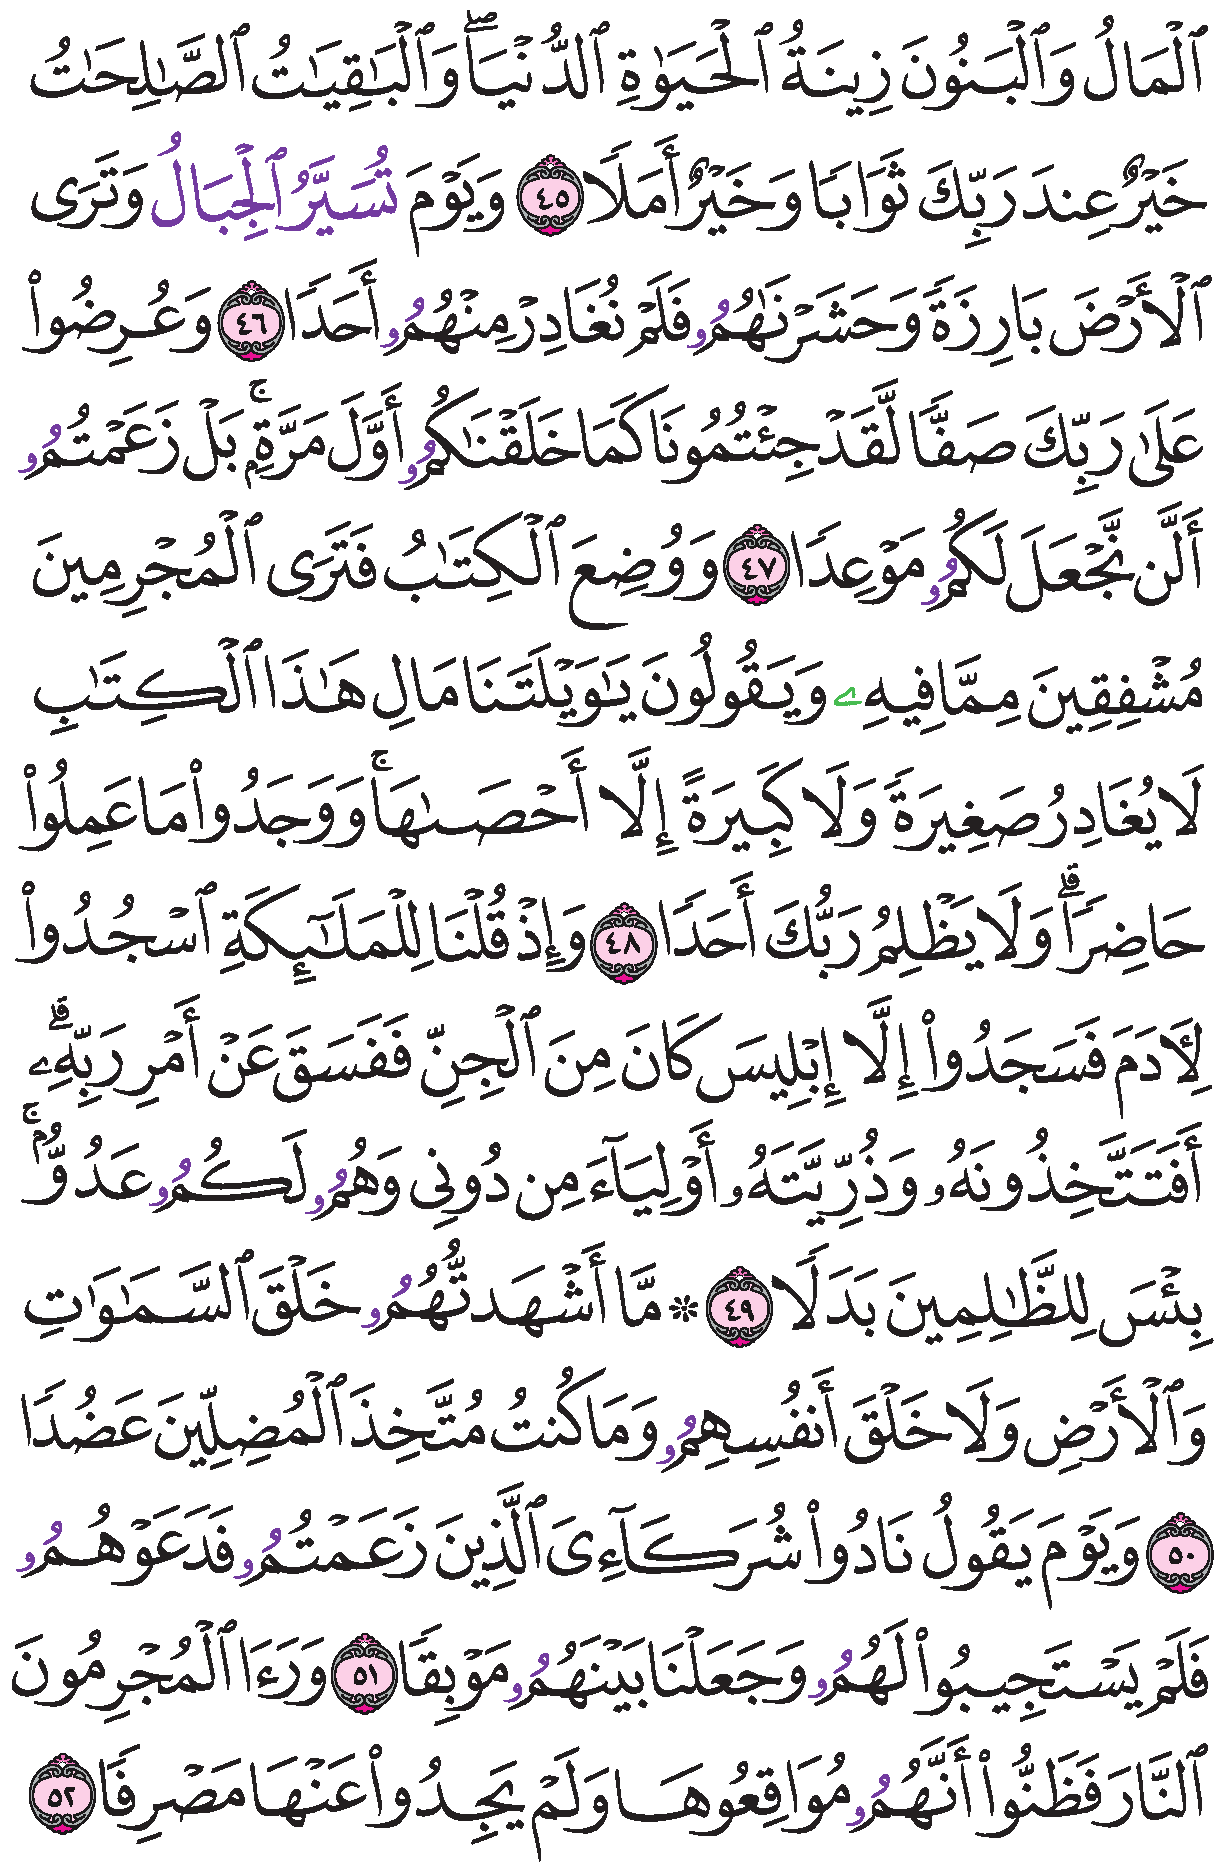 ٱلْمَالُ وَٱلْبَنُونَ زِينَةُ ٱلْحَيَوٰةِ ٱلدُّنْيَاۖ وَٱلْبَٰقِيَٰتُ ٱلصَّٰلِحَٰتُ
خَيْرٌ عِندَ رَبِّكَ ثَوَابًا وَخَيْرٌ أَمَلًا ٤٥ وَيَوْمَ تُسَيَّرُ ٱلْجِبَالُ وَتَرَى
ٱلْأَرْضَ بَارِزَةً وَحَشَرْنَٰهُمُۥ فَلَمْ نُغَادِرْ مِنْهُمُۥ أَحَدًا ٤٦ وَعُرِضُوا۟
عَلَىٰ رَبِّكَ صَفًّا لَّقَدْ جِئْتُمُونَا كَمَا خَلَقْنَٰكُمُۥ أَوَّلَ مَرَّةٍۭۚ بَلْ زَعَمْتُمُۥ
أَلَّن نَّجْعَلَ لَكُمُۥ مَوْعِدًا ٤٧ وَوُضِعَ ٱلْكِتَٰبُ فَتَرَى ٱلْمُجْرِمِينَ
مُشْفِقِينَ مِمَّا فِيهِۦ وَيَقُولُونَ يَٰوَيْلَتَنَا مَالِ هَٰذَا ٱلْكِتَٰبِ
لَا يُغَادِرُ صَغِيرَةً وَلَا كَبِيرَةً إِلَّا أَحْصَىٰهَاۚ وَوَجَدُوا۟ مَا عَمِلُوا۟
حَاضِرًاۗ وَلَا يَظْلِمُ رَبُّكَ أَحَدًا ٤٨ وَإِذْ قُلْنَا لِلْمَلَٰٓئِكَةِ ٱسْجُدُوا۟
لِأَدَمَ فَسَجَدُوا۟ إِلَّا إِبْلِيسَ كَانَ مِنَ ٱلْجِنِّ فَفَسَقَ عَنْ أَمْرِ رَبِّهِۦۗ
أَفَتَتَّخِذُونَهُۥ وَذُرِّيَّتَهُۥ أَوْلِيَآءَ مِن دُونِى وَهُمُۥ لَكُمُۥ عَدُوٌّۢۚ
بِئْسَ لِلظَّٰلِمِينَ بَدَلًا ٤٩ ۞ مَّا أَشْهَدتُّهُمُۥ خَلْقَ ٱلسَّمَٰوَٰتِ
وَٱلْأَرْضِ وَلَا خَلْقَ أَنفُسِهِمُۥ وَمَا كُنتُ مُتَّخِذَ ٱلْمُضِلِّينَ عَضُدًا
٥٠ وَيَوْمَ يَقُولُ نَادُوا۟ شُرَكَآءِىَ ٱلَّذِينَ زَعَمْتُمُۥ فَدَعَوْهُمُۥ
فَلَمْ يَسْتَجِيبُوا۟ لَهُمُۥ وَجَعَلْنَا بَيْنَهُمُۥ مَوْبِقًا ٥١ وَرَءَا ٱلْمُجْرِمُونَ
ٱلنَّارَ فَظَنُّوا۟ أَنَّهُمُۥ مُوَاقِعُوهَا وَلَمْ يَجِدُوا۟ عَنْهَا مَصْرِفًا ٥٢